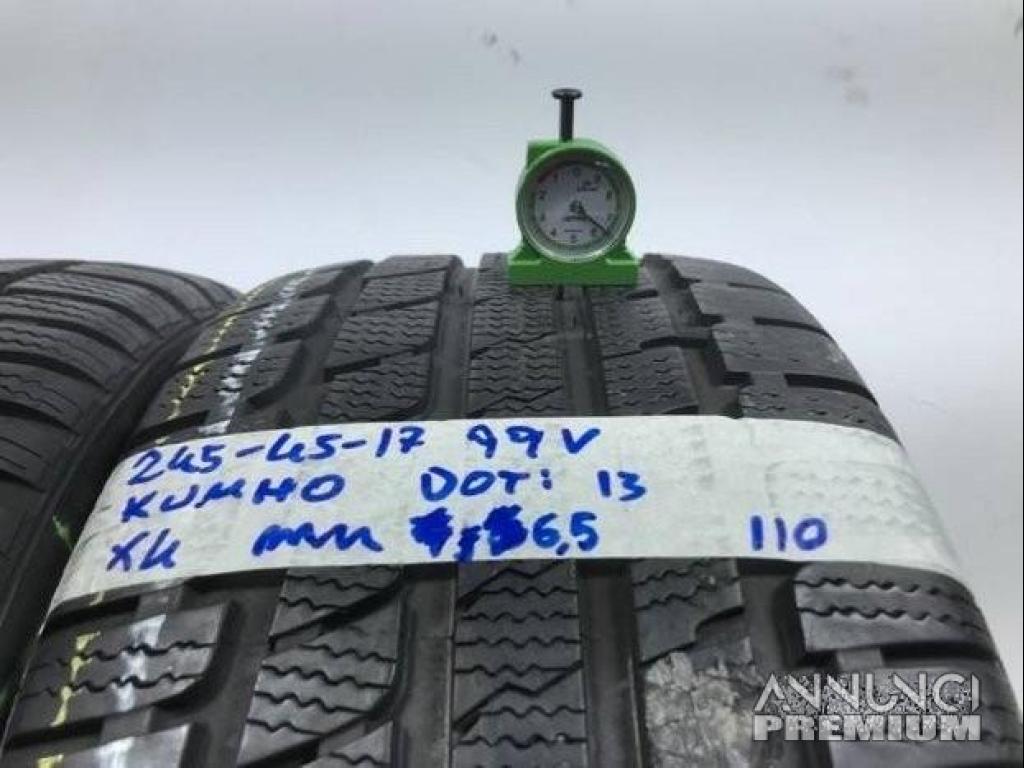 245-45-17 99V
KUMHO DOT: 13
XL mm 6,5 110
ANNUNCI
PREMIUM